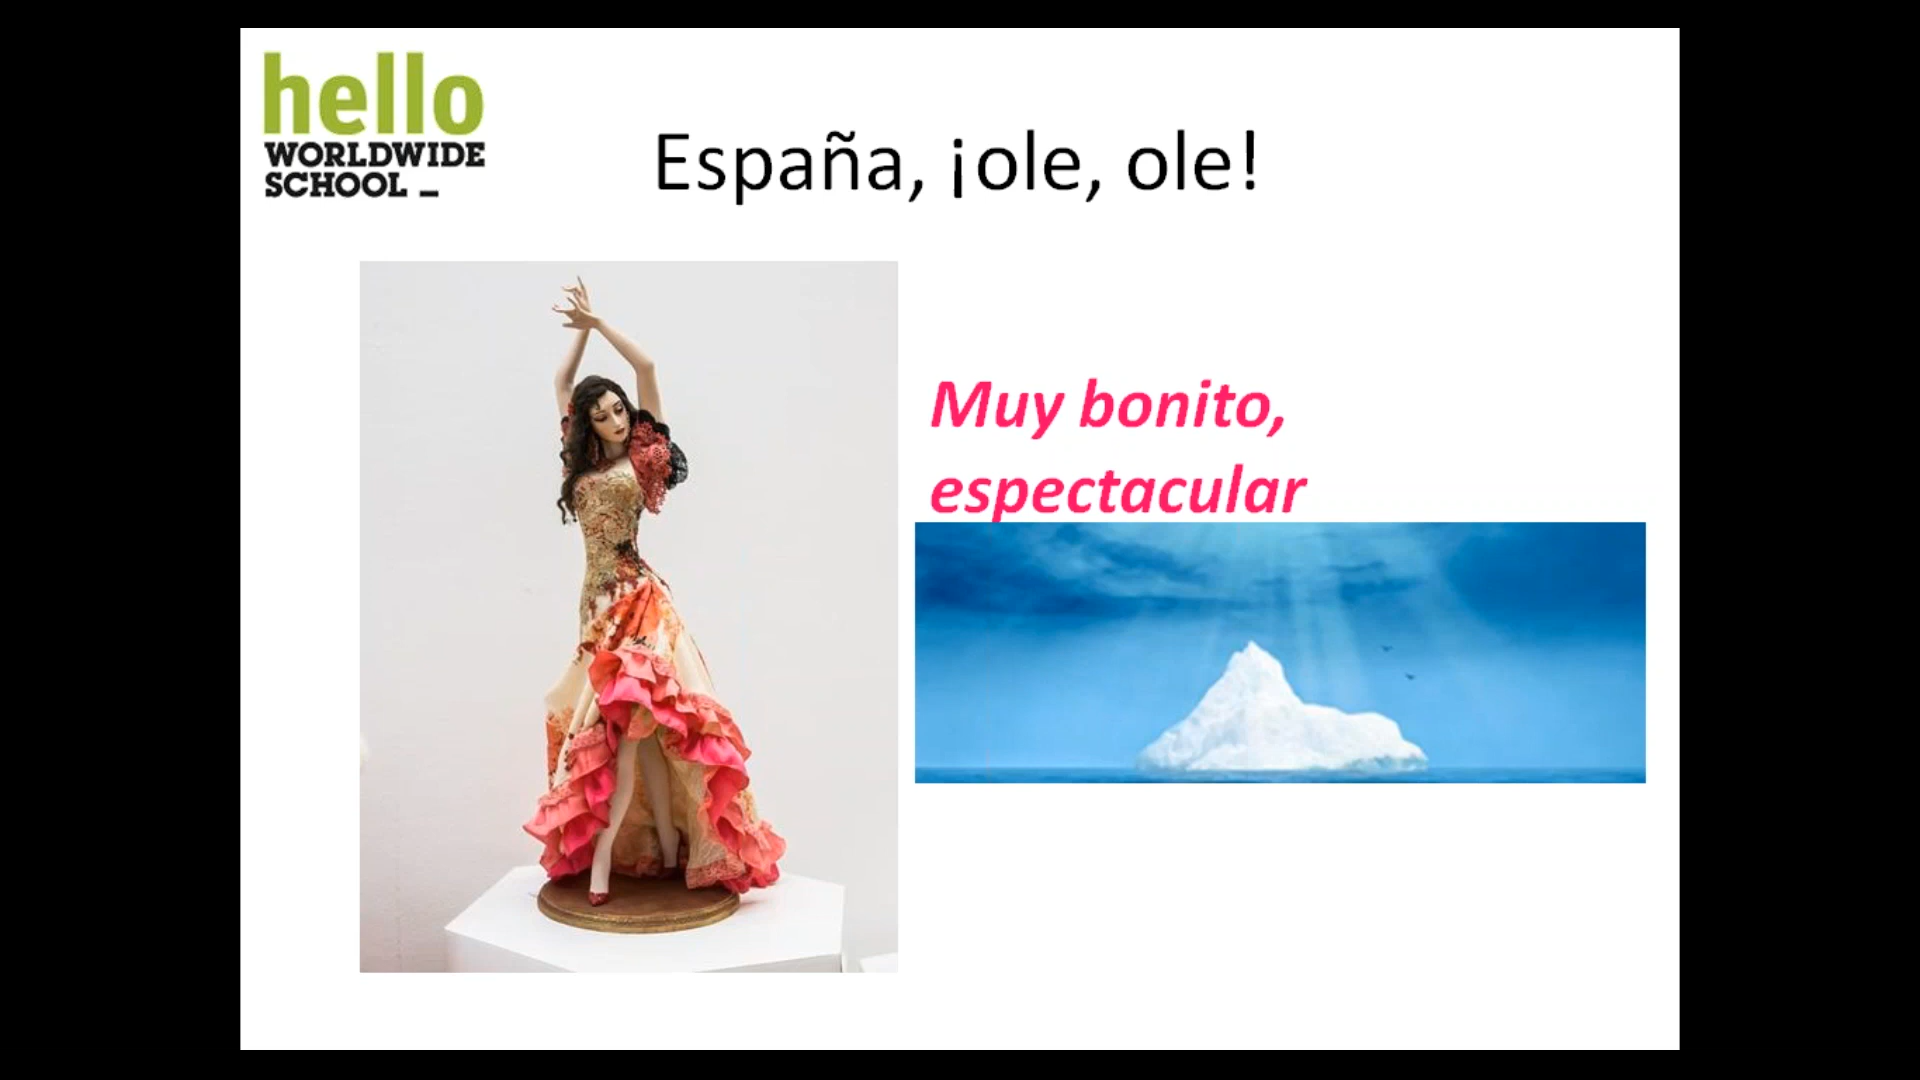 hello
WORLDWIDE
SCHOOL _
España, ¡ole, ole!
Muy bonito,
espectacular